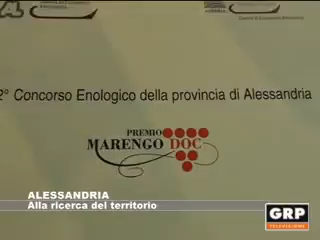 2° Concorso Enologico della provincia di Alessandria
PREMIO
MARENGO DOC
ALESSANDRIA
Alla ricerca del territorio
GRP
TELEVISIONE